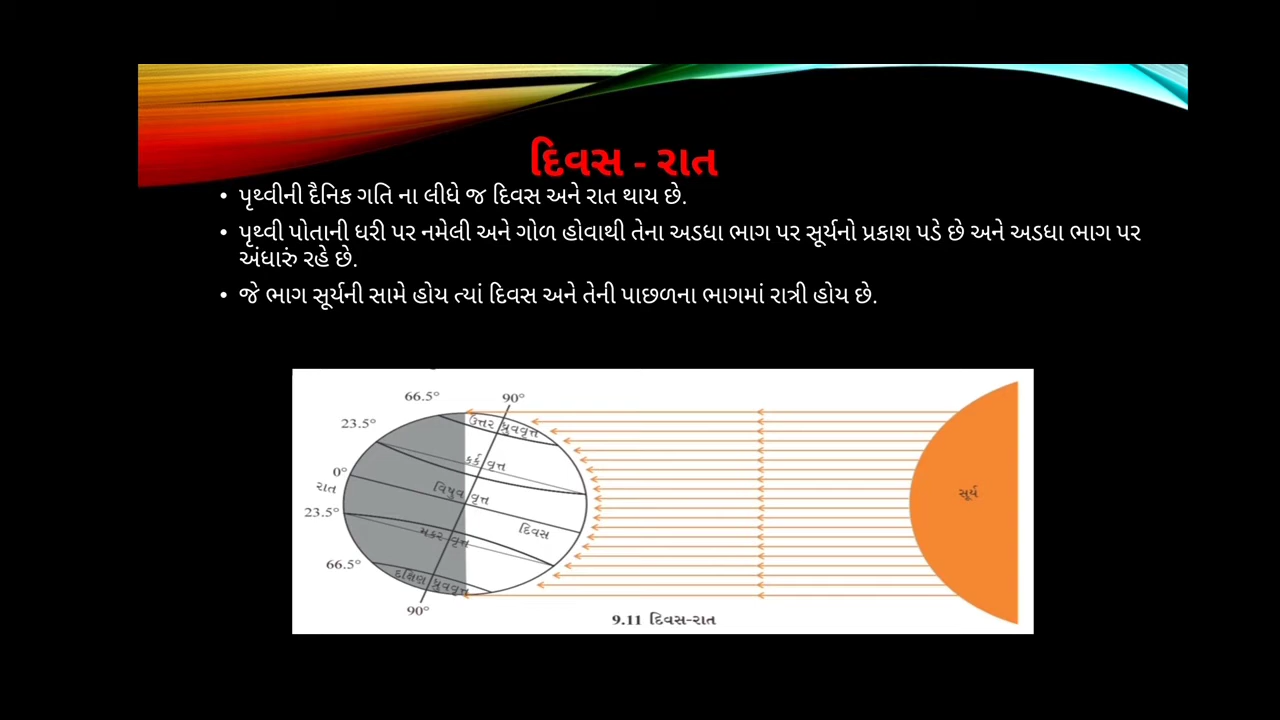 દિવસ - રાત
• પૃથ્વીની દૈનિક ગતિ ના લીધે જ દિવસ અને રાત થાય છે.
• પૃથ્વી પોતાની ધરી પર નમેલી અને ગોળ હોવાથી તેના અડધા ભાગ પર સૂર્યનો પ્રકાશ પડે છે અને અડધા ભાગ પર
અંધારું રહે છે.
• જે ભાગ સૂર્યની સામે હોય ત્યાં દિવસ અને તેની પાછળના ભાગમાં રાત્રી હોય છે.
66.5°
90°
23.5°
ઉત્તર ધ્રુવવૃત્ત
કર્ક વૃત્ત
0°
રાત
વિષુવ વૃત્ત
સૂર્ય
23.5°
દિવસ
મકર વૃત્ત
66.5°
દક્ષિણ ધ્રુવવૃત્ત
90°
9.11 દિવસ-રાત